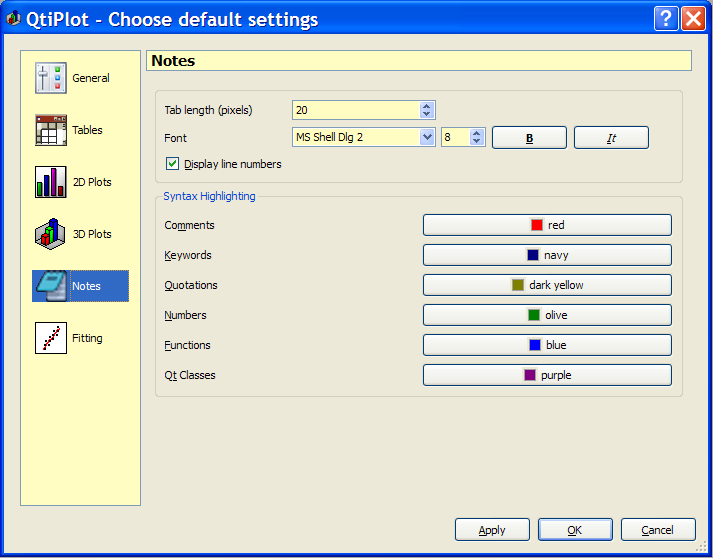 QtiPlot - Choose default settings
General
Tables
2D Plots
3D Plots
Notes
Fitting
Notes
Tab length (pixels) 20
Font MS Shell Dlg 2 8 B It
Display line numbers
Syntax Highlighting
Comments red
Keywords navy
Quotations dark yellow
Numbers olive
Functions blue
Qt Classes purple
Apply OK Cancel